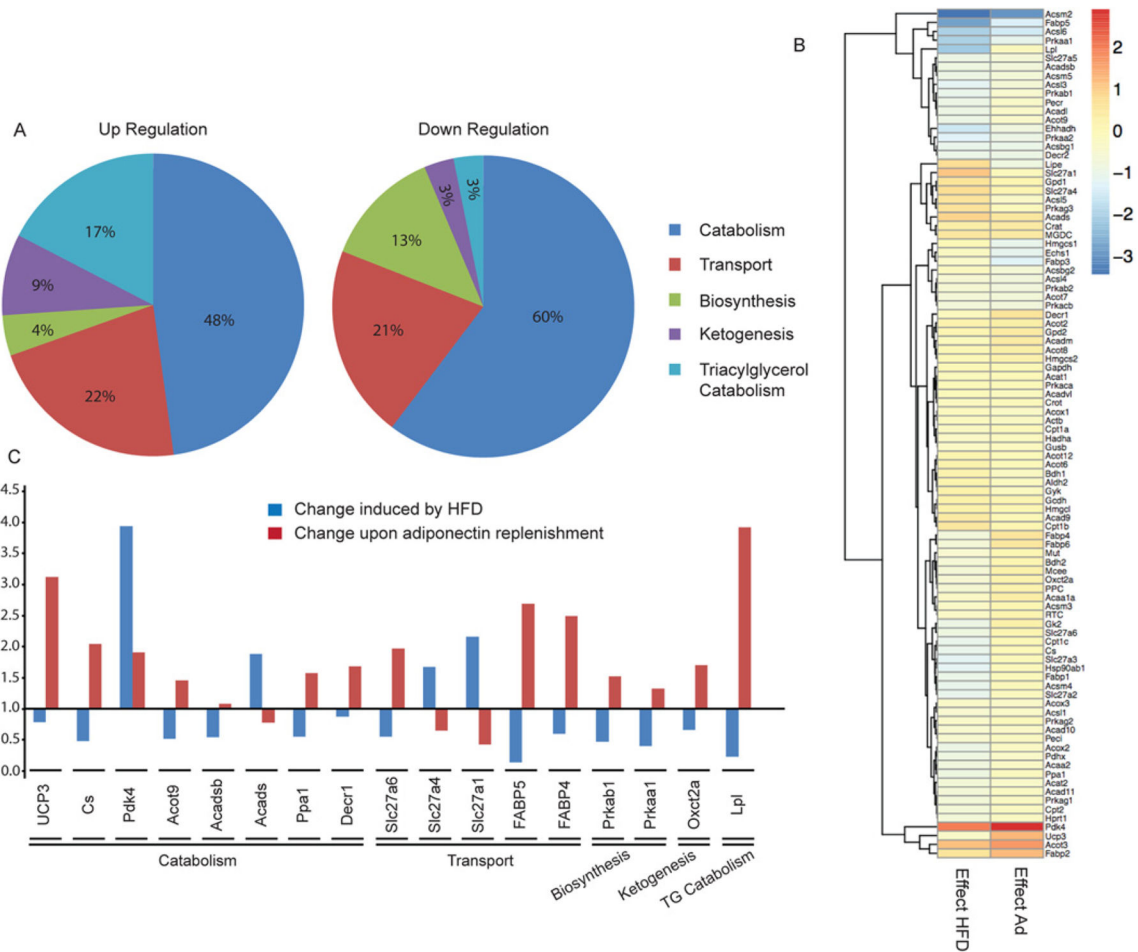 A
Up Regulation
48%
22%
4%
9%
17%
Down Regulation
60%
21%
13%
3%
3%
Catabolism
Transport
Biosynthesis
Ketogenesis
Triacylglycerol
Catabolism
B
Acsm2
Fabp5
Acsl6
Prkaa1
Lpl
Slc27a5
Acadsb
Acsm5
Acsl3
Prkab1
Pecr
Acadl
Acot9
Ehhadh
Prkaa2
Acsbg1
Decr2
Lipe
Slc27a1
Gpd1
Slc27a4
Acsl5
Prkag3
Acads
Crat
MGDC
Hmgcs1
Echs1
Fabp3
Acsbg2
Acsl4
Prkab2
Acot7
Prkacb
Decr1
Acot2
Gpd2
Acadm
Acot8
Hmgcs2
Gapdh
Acat1
Prkaca
Acadvl
Crot
Acox1
Actb
Cpt1a
Hadha
Gusb
Acot12
Acot6
Bdh1
Aldh2
Gyk
Gcdh
Hmgcl
Acad9
Cpt1b
Fabp4
Fabp6
Mut
Bdh2
Mcee
Oxct2a
PPC
Acaa1a
Acsm3
RTC
Gk2
Slc27a6
Cpt1c
Cs
Slc27a3
Hsp90ab1
Fabp1
Acsm4
Slc27a2
Acox3
Acsl1
Prkag2
Acad10
Peci
Acox2
Pdhx
Acaa2
Ppa1
Acat2
Acad11
Prkag1
Cpt2
Hprt1
Pdk4
Ucp3
Acot3
Fabp2
Effect HFD
Effect Ad
2
1
0
−1
−2
−3
C
4.5
4.0
3.5
3.0
2.5
2.0
1.5
1.0
0.5
0.0
Change induced by HFD
Change upon adiponectin replenishment
UCP3
Cs
Pdk4
Acot9
Acadsb
Acads
Ppa1
Decr1
Slc27a6
Slc27a4
Slc27a1
FABP5
FABP4
Prkab1
Prkaa1
Oxct2a
Lpl
Catabolism
Transport
Biosynthesis
Ketogenesis
TG Catabolism